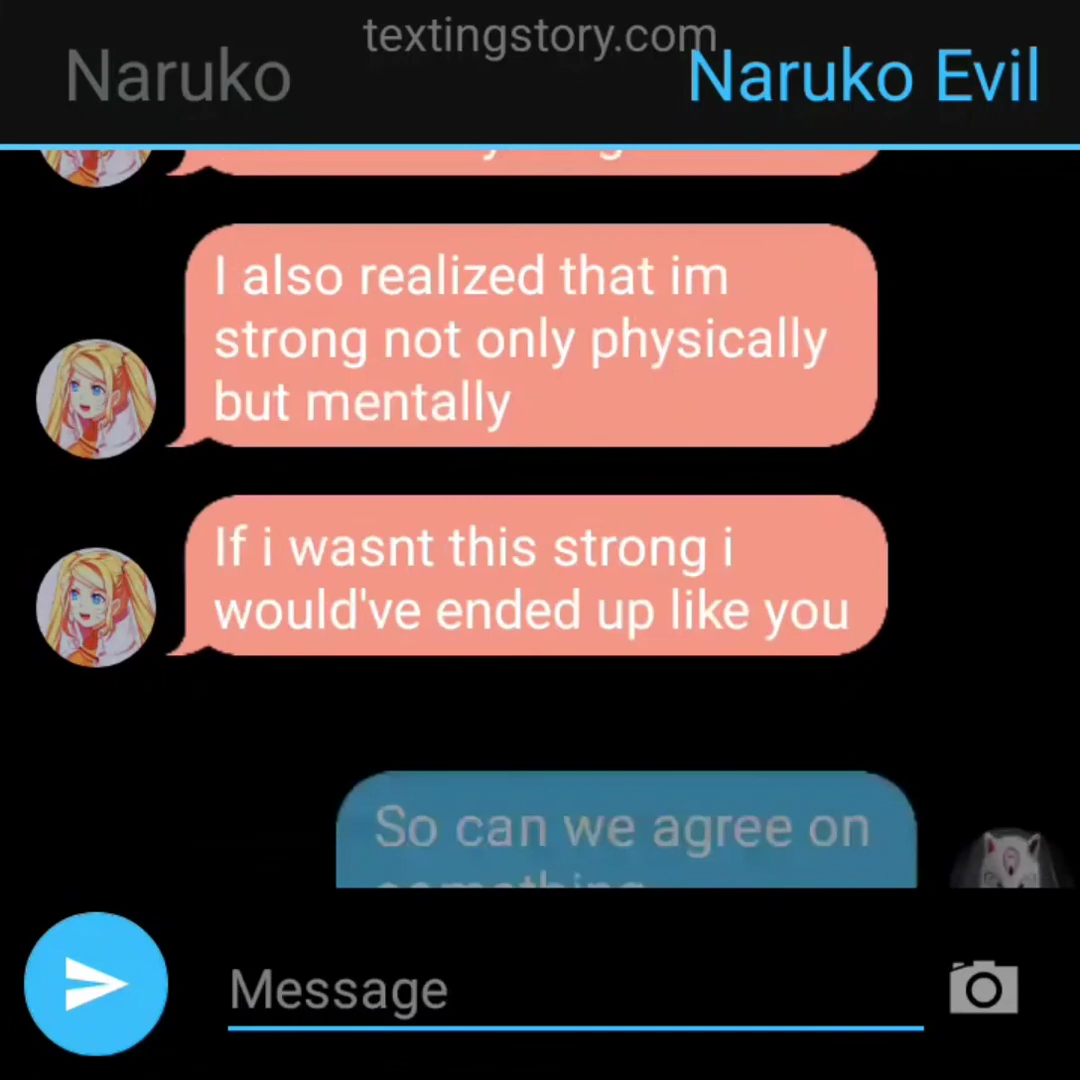 textingstory.com
Naruko
Naruko Evil
I also realized that im
strong not only physically
but mentally
If i wasnt this strong i
would've ended up like you
So can we agree on
something
Message